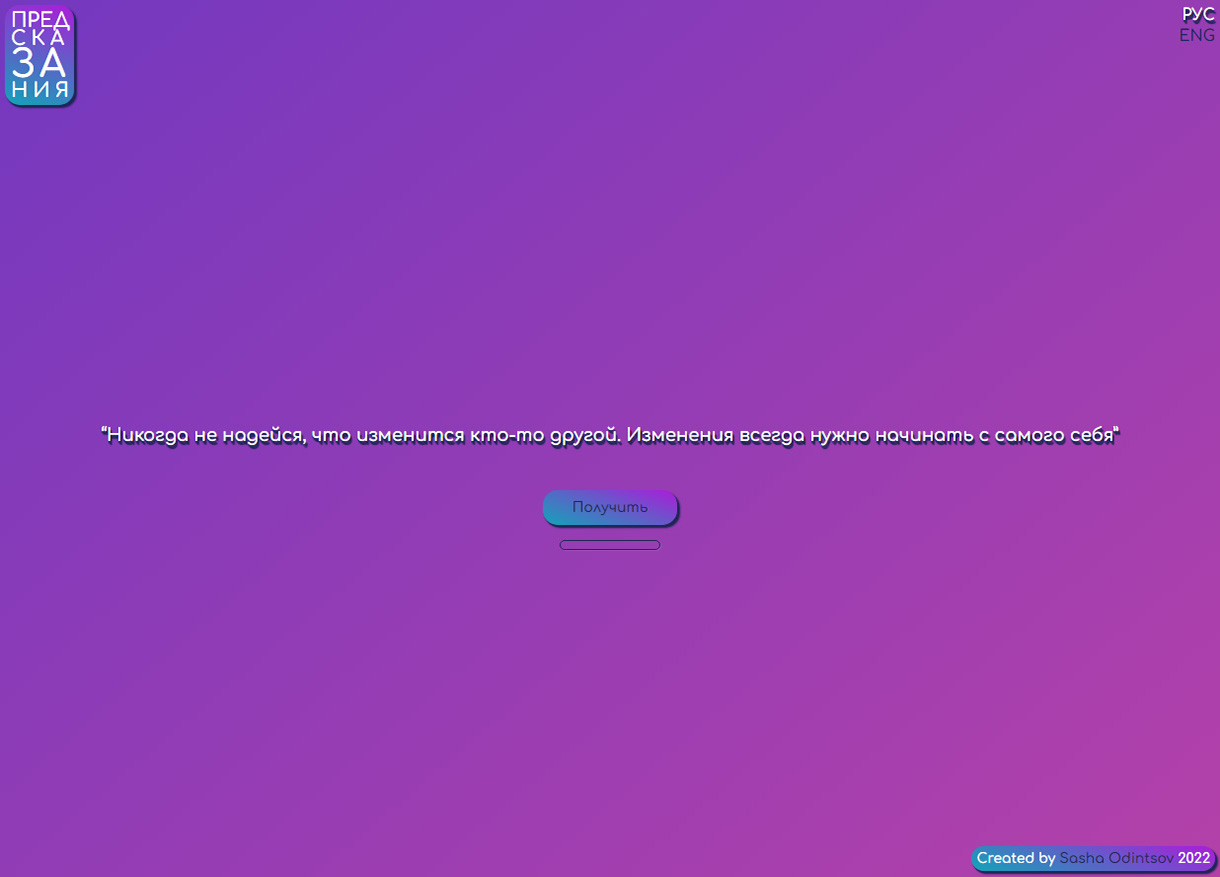 ПРЕД
СКА
ЗА
НИЯ
РУС
ENG
“Никогда не надейся, что изменится кто-то другой. Изменения всегда нужно начинать с самого себя”
Получить
Created by Sasha Odintsov 2022